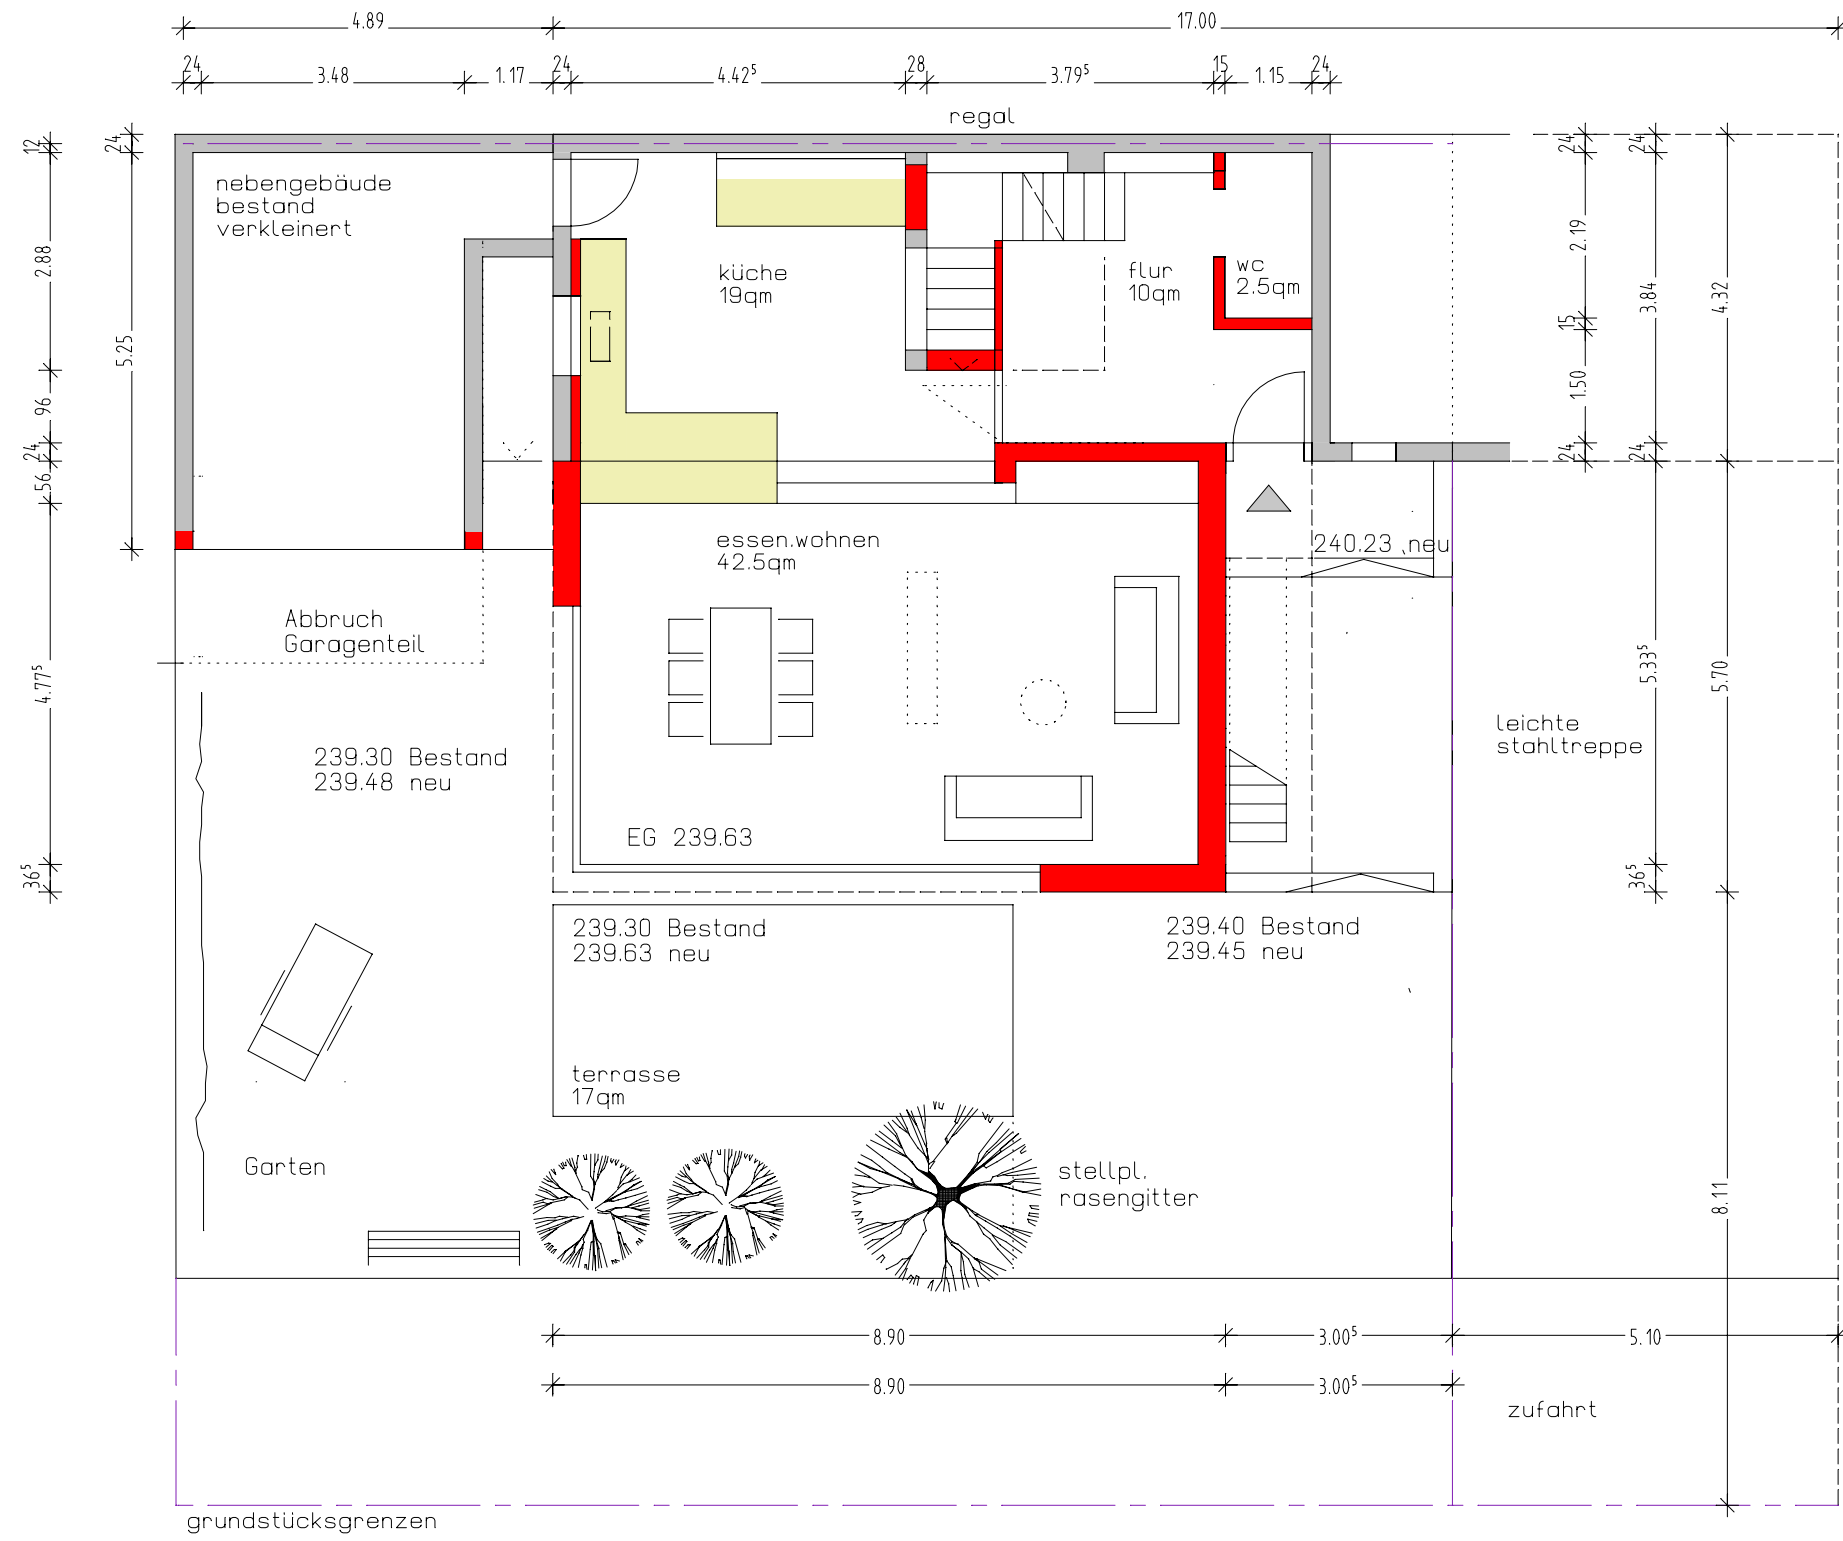 4.89
17.00
24
3.48
1.17
24
4.42⁵
28
3.79⁵
15
1.15
24
regal
12
24
24
24
nebengebäude
bestand
verkleinert
2.88
2.19
küche
19qm
flur
10qm
wc
2.5qm
3.84
4.32
5.25
15
96
1.50
24
24
24
56
essen.wohnen
42.5qm
240.23 neu
Abbruch
Garagenteil
4.77⁵
5.33⁵
5.70
leichte
stahltreppe
239.30 Bestand
239.48 neu
EG 239.63
36⁵
36⁵
239.30 Bestand
239.63 neu
239.40 Bestand
239.45 neu
terrasse
17qm
Garten
stellpl.
rasengitter
8.11
8.90
3.00⁵
5.10
8.90
3.00⁵
zufahrt
grundstücksgrenzen